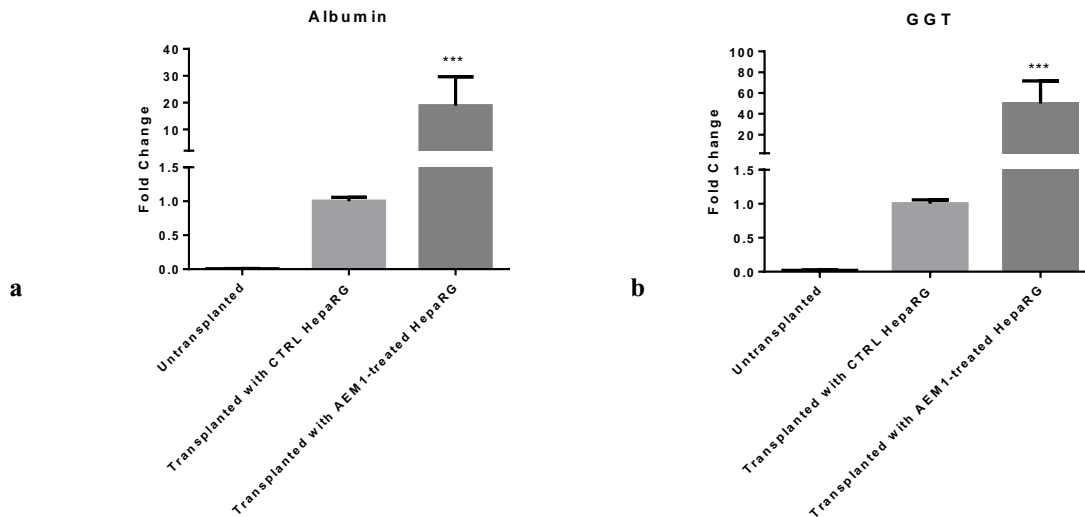 Albumin
***
40
30
20
10
1.5
1.0
0.5
0.0
Fold Change
Untransplanted
Transplanted with CTRL HepaRG
Transplanted with AEM1-treated HepaRG
a
GGT
***
100
80
60
40
20
1.5
1.0
0.5
0.0
Fold Change
Untransplanted
Transplanted with CTRL HepaRG
Transplanted with AEM1-treated HepaRG
b